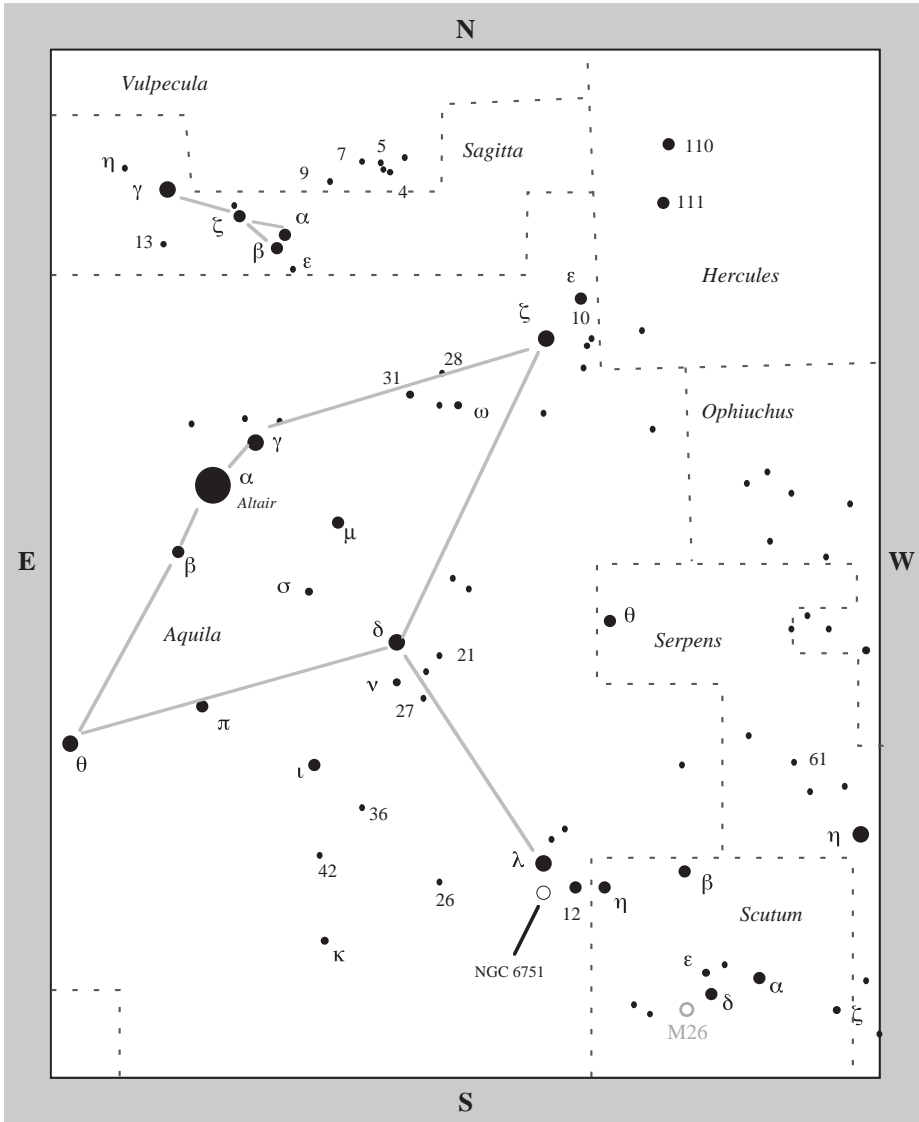 N
Vulpecula
η
γ
9
7
5
4
Sagitta
110
111
ζ
α
β
ε
13
Hercules
ε
10
ζ
28
31
ω
Ophiuchus
γ
α
Altair
μ
E
W
β
σ
Aquila
δ
θ
Serpens
21
ν
27
π
θ
ι
61
36
η
42
λ
26
12
η
β
Scutum
κ
NGC 6751
ε
α
δ
ζ
M26
S